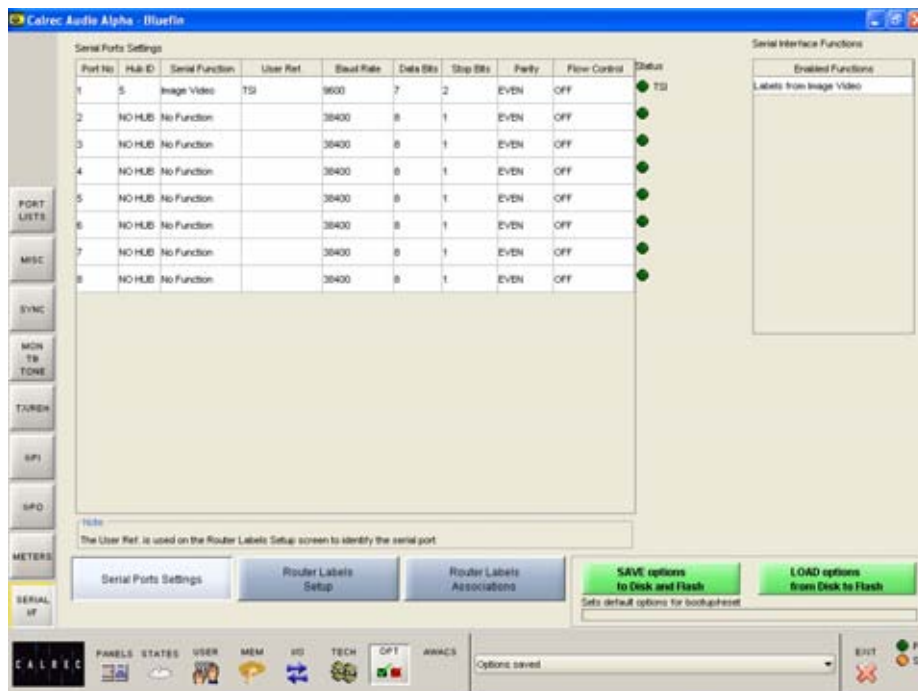 Calrec Audio Alpha - Bluefin
Serial Ports Settings
Port No Hub ID Serial Function User Ref. Baud Rate Data Bits Stop Bits Parity Flow Control Status
1 5 Image Video TSI 9600 7 2 EVEN OFF TSI
2 NO HUB No Function 38400 8 1 EVEN OFF
3 NO HUB No Function 38400 8 1 EVEN OFF
4 NO HUB No Function 38400 8 1 EVEN OFF
5 NO HUB No Function 38400 8 1 EVEN OFF
6 NO HUB No Function 38400 8 1 EVEN OFF
7 NO HUB No Function 38400 8 1 EVEN OFF
8 NO HUB No Function 38400 8 1 EVEN OFF
Serial Interface Functions
Enabled Functions
Labels from Image Video
PORT
LISTS
MISC
SYNC
MON
TB
TONE
TX/REH
GPI
GPO
METERS
SERIAL
I/F
Note
The User Ref. is used on the Router Labels Setup screen to identify the serial port
Serial Ports Settings
Router Labels
Setup
Router Labels
Associations
SAVE options
to Disk and Flash
LOAD options
from Disk to Flash
Sets default options for bootup/reset
CALREC
PANELS STATES USER MEM I/O TECH OPT AWACS
Options saved
EXIT